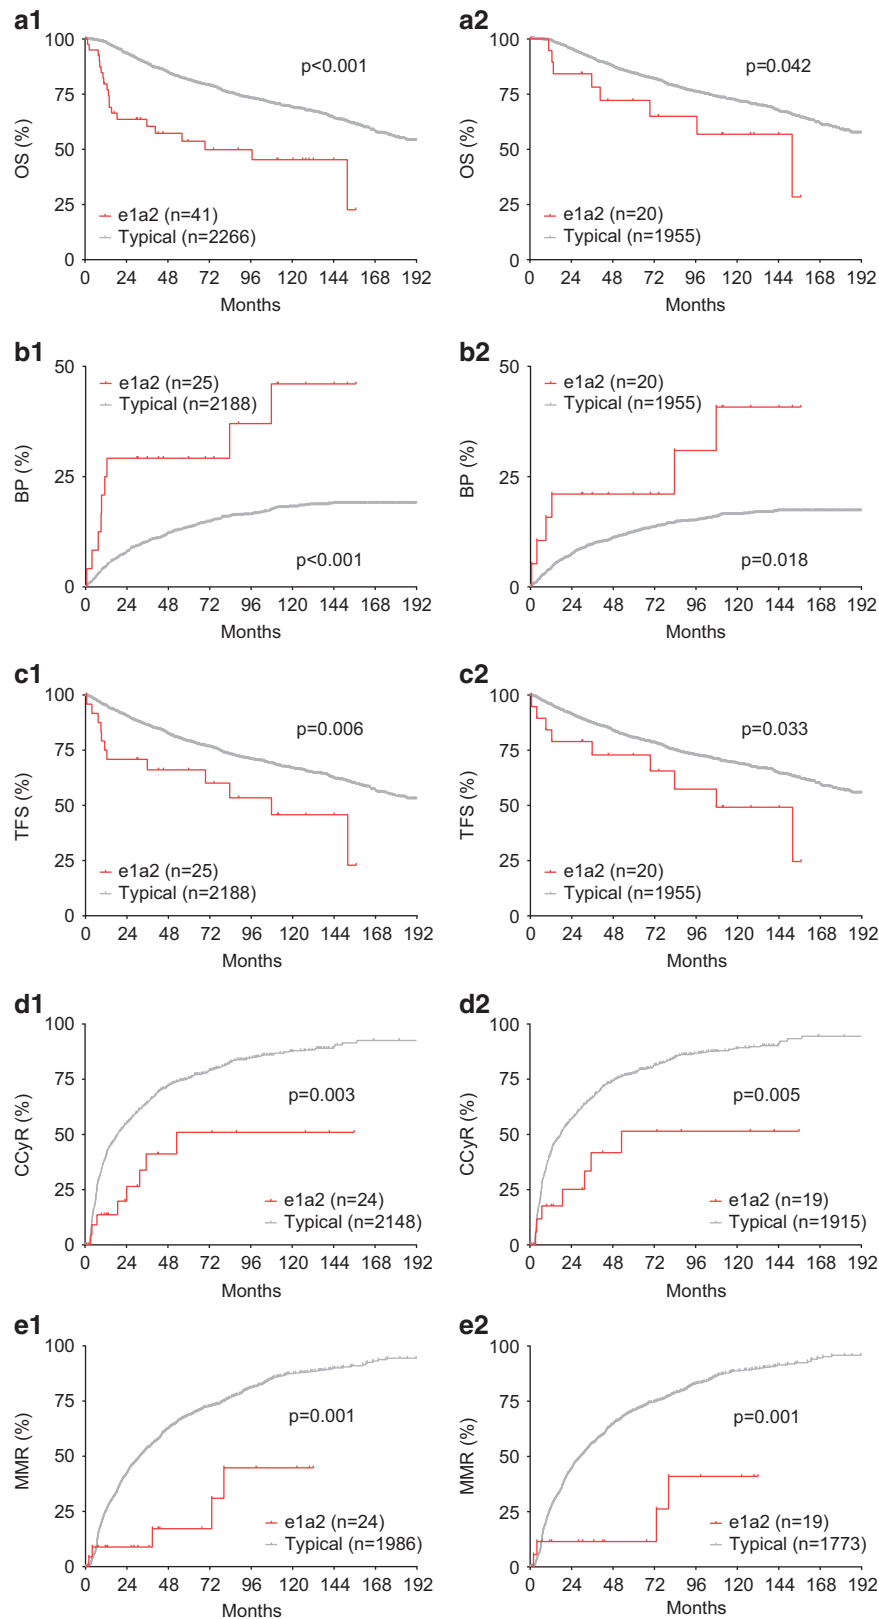 a1
100
75
50
25
0
OS (%)
p<0.001
e1a2 (n=41)
Typical (n=2266)
0 24 48 72 96 120 144 168 192
Months
a2
100
75
50
25
0
OS (%)
p=0.042
e1a2 (n=20)
Typical (n=1955)
0 24 48 72 96 120 144 168 192
Months
b1
50
25
0
BP (%)
e1a2 (n=25)
Typical (n=2188)
p<0.001
0 24 48 72 96 120 144 168 192
Months
b2
50
25
0
BP (%)
e1a2 (n=20)
Typical (n=1955)
p=0.018
0 24 48 72 96 120 144 168 192
Months
c1
100
75
50
25
0
TFS (%)
p=0.006
e1a2 (n=25)
Typical (n=2188)
0 24 48 72 96 120 144 168 192
Months
c2
100
75
50
25
0
TFS (%)
p=0.033
e1a2 (n=20)
Typical (n=1955)
0 24 48 72 96 120 144 168 192
Months
d1
100
75
50
25
0
CCyR (%)
p=0.003
e1a2 (n=24)
Typical (n=2148)
0 24 48 72 96 120 144 168 192
Months
d2
100
75
50
25
0
CCyR (%)
p=0.005
e1a2 (n=19)
Typical (n=1915)
0 24 48 72 96 120 144 168 192
Months
e1
100
75
50
25
0
MMR (%)
p=0.001
e1a2 (n=24)
Typical (n=1986)
0 24 48 72 96 120 144 168 192
Months
e2
100
75
50
25
0
MMR (%)
p=0.001
e1a2 (n=19)
Typical (n=1773)
0 24 48 72 96 120 144 168 192
Months